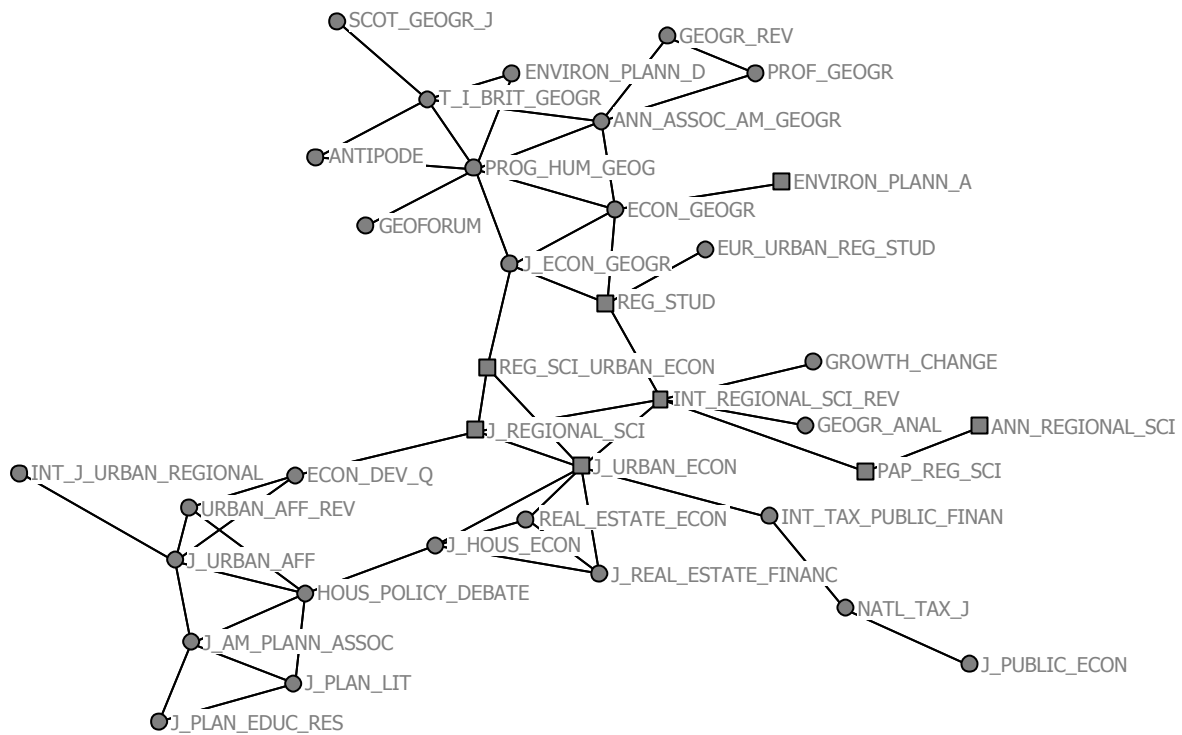 SCOT_GEOGR_J
GEOGR_REV
ENVIRON_PLANN_D
PROF_GEOGR
T_I_BRIT_GEOGR
ANN_ASSOC_AM_GEOGR
ANTIPODE
PROG_HUM_GEOG
ENVIRON_PLANN_A
ECON_GEOGR
GEOFORUM
EUR_URBAN_REG_STUD
J_ECON_GEOGR
REG_STUD
GROWTH_CHANGE
REG_SCI_URBAN_ECON
INT_REGIONAL_SCI_REV
GEOGR_ANAL
ANN_REGIONAL_SCI
J_REGIONAL_SCI
J_URBAN_ECON
PAP_REG_SCI
INT_J_URBAN_REGIONAL
ECON_DEV_Q
URBAN_AFF_REV
INT_TAX_PUBLIC_FINAN
REAL_ESTATE_ECON
J_HOUS_ECON
J_URBAN_AFF
J_REAL_ESTATE_FINANC
HOUS_POLICY_DEBATE
NATL_TAX_J
J_AM_PLANN_ASSOC
J_PUBLIC_ECON
J_PLAN_LIT
J_PLAN_EDUC_RES